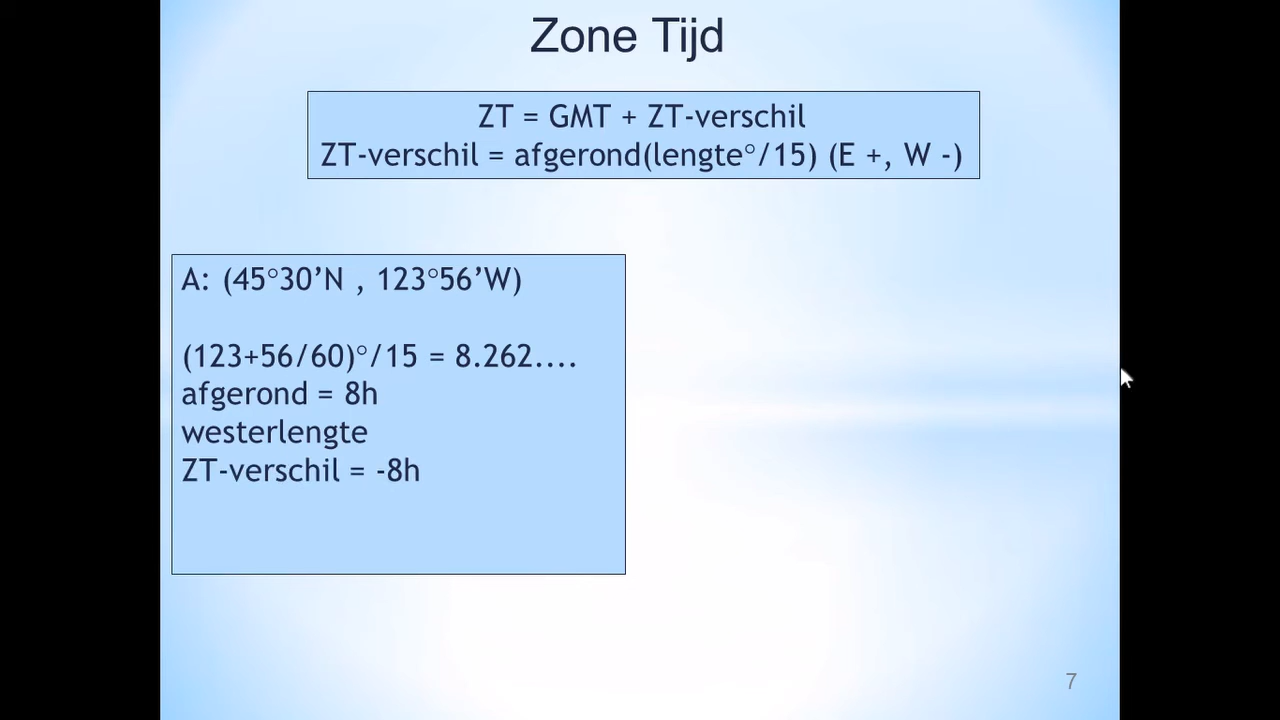 Zone Tijd
ZT = GMT + ZT-verschil
ZT-verschil = afgerond(lengte°/15) (E +, W -)
A: (45°30’N , 123°56’W)
(123+56/60)°/15 = 8.262....
afgerond = 8h
westerlengte
ZT-verschil = -8h
7